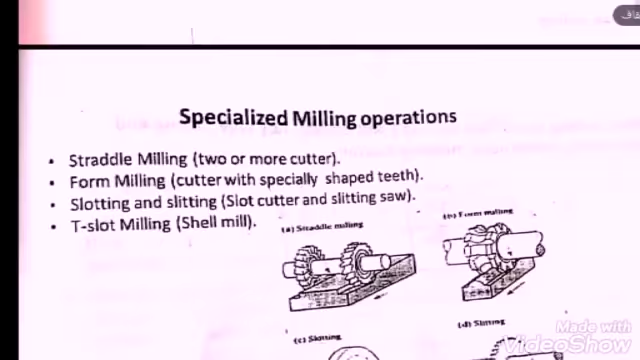 Specialized Milling operations
• Straddle Milling (two or more cutter).
• Form Milling (cutter with specially shaped teeth).
• Slotting and slitting (Slot cutter and slitting saw).
• T-slot Milling (Shell mill).
(a) Straddle milling
(b) Form milling
(c) Slotting
(d) Slitting
Made with
VideoShow